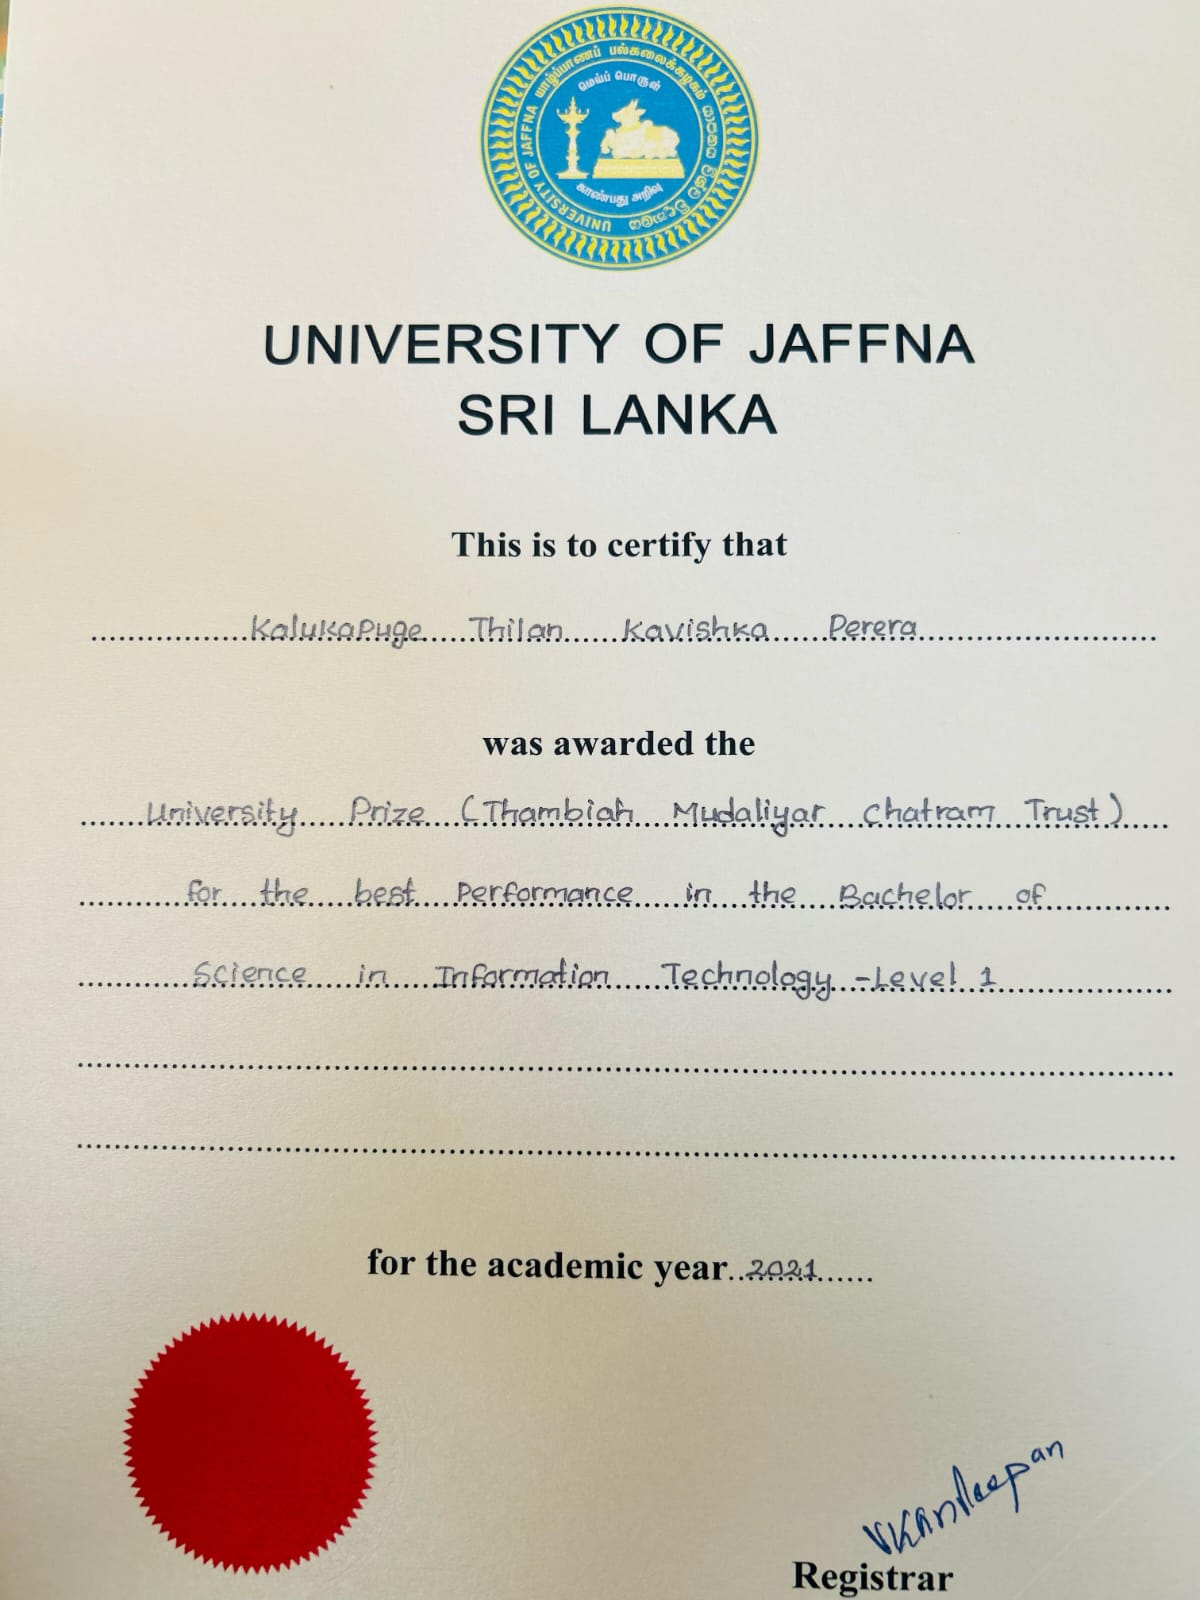 யாழ்ப்பாணப் பல்கலைக்கழகம்
UNIVERSITY OF JAFFNA
மெய்ப் பொருள்
காண்பது அறிவு
UNIVERSITY OF JAFFNA
SRI LANKA
This is to certify that
Kalukapuge Thilan Kavishka Perera
was awarded the
University Prize (Thambiah Mudaliyar Chatram Trust)
for the best Performance in the Bachelor of
Science in Information Technology -Level 1
for the academic year 2021
Registrar